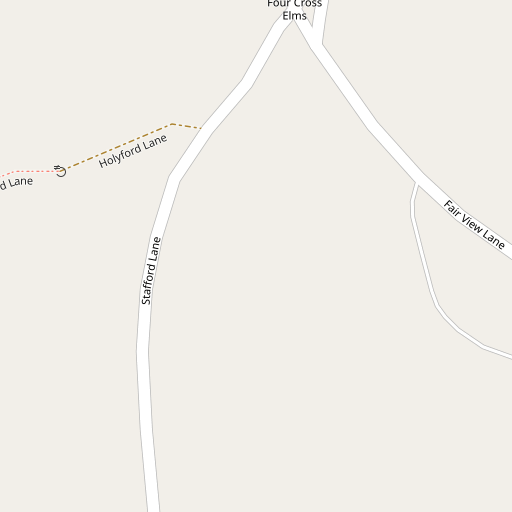 Four Cross
Elms
Holyford Lane
d Lane
Fair View Lane
Stafford Lane